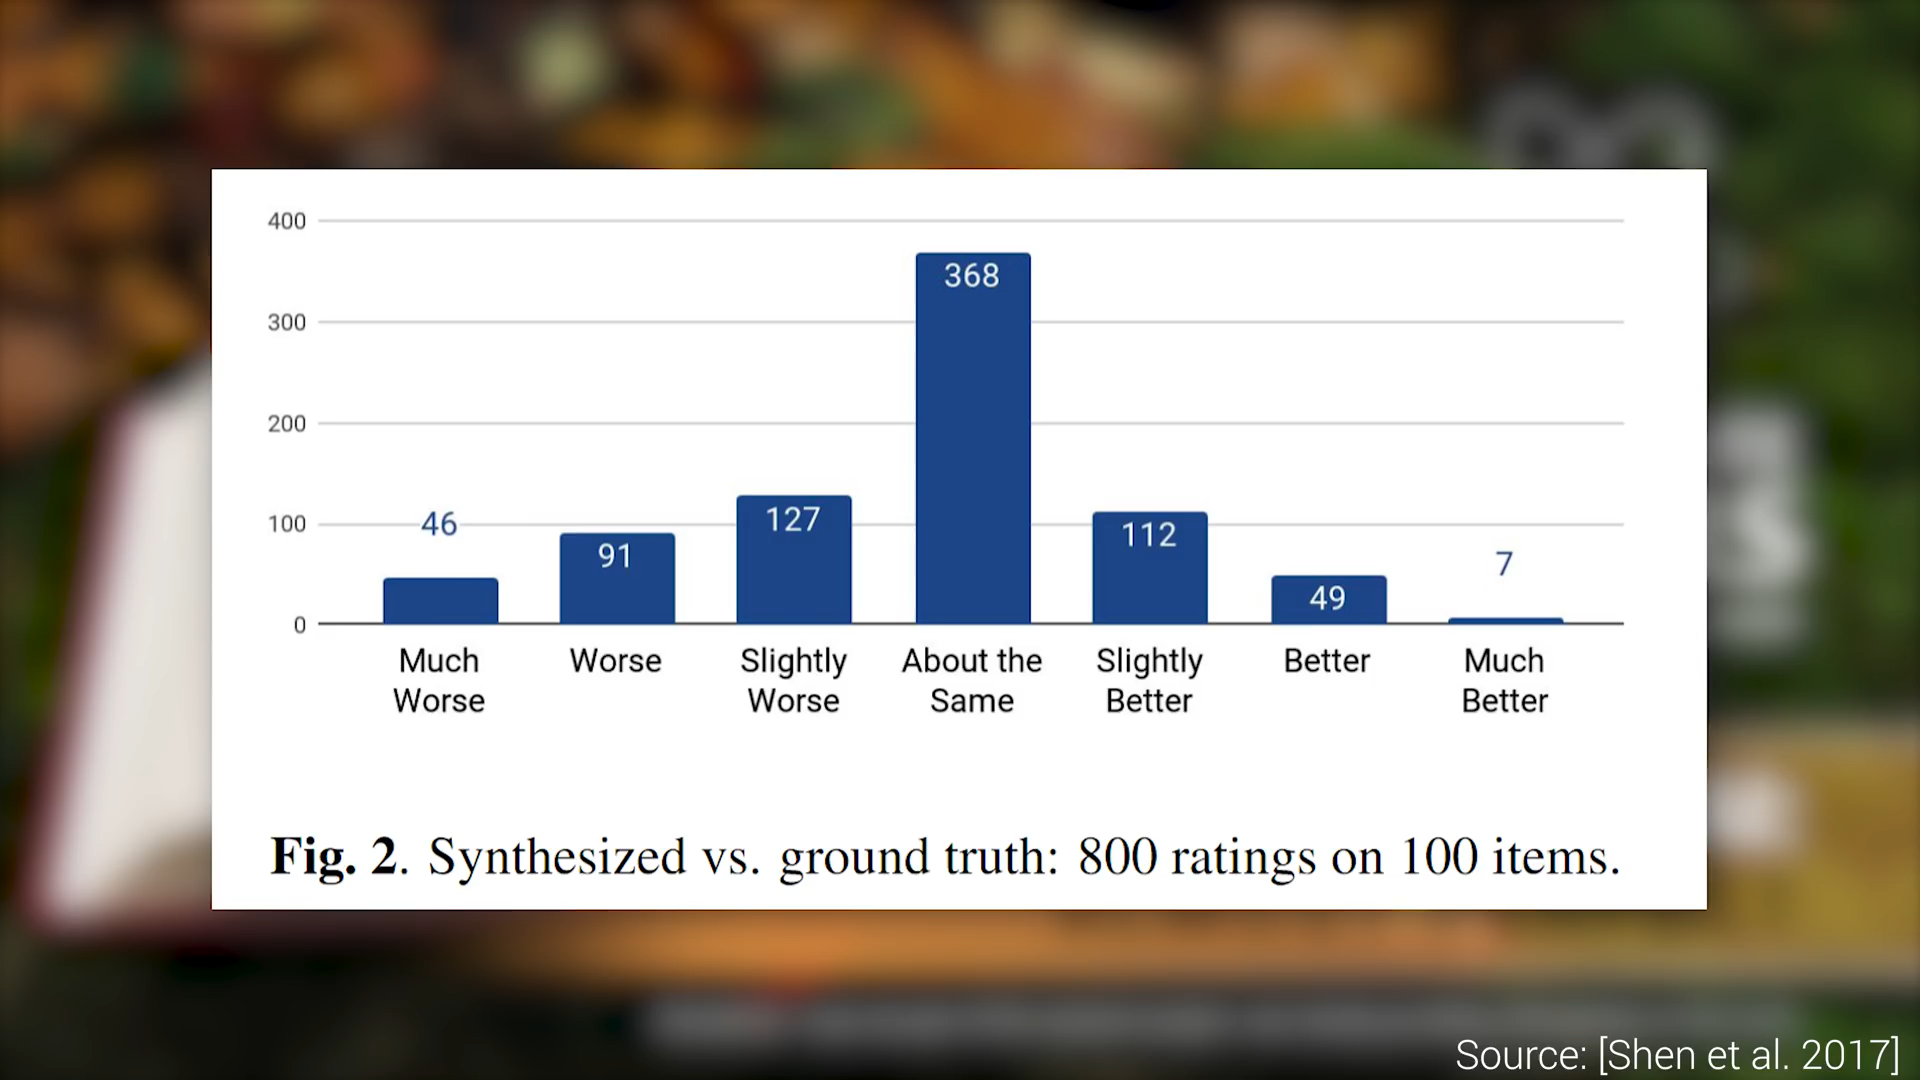 400
300
200
100
0
46
91
127
368
112
49
7
Much Worse
Worse
Slightly Worse
About the Same
Slightly Better
Better
Much Better
Fig. 2. Synthesized vs. ground truth: 800 ratings on 100 items.
Source: [Shen et al. 2017]